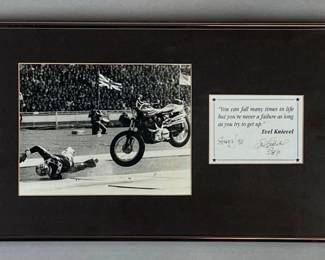 "You can fall many times in life
but you're never a failure as long
as you try to get up."
Evel Knievel